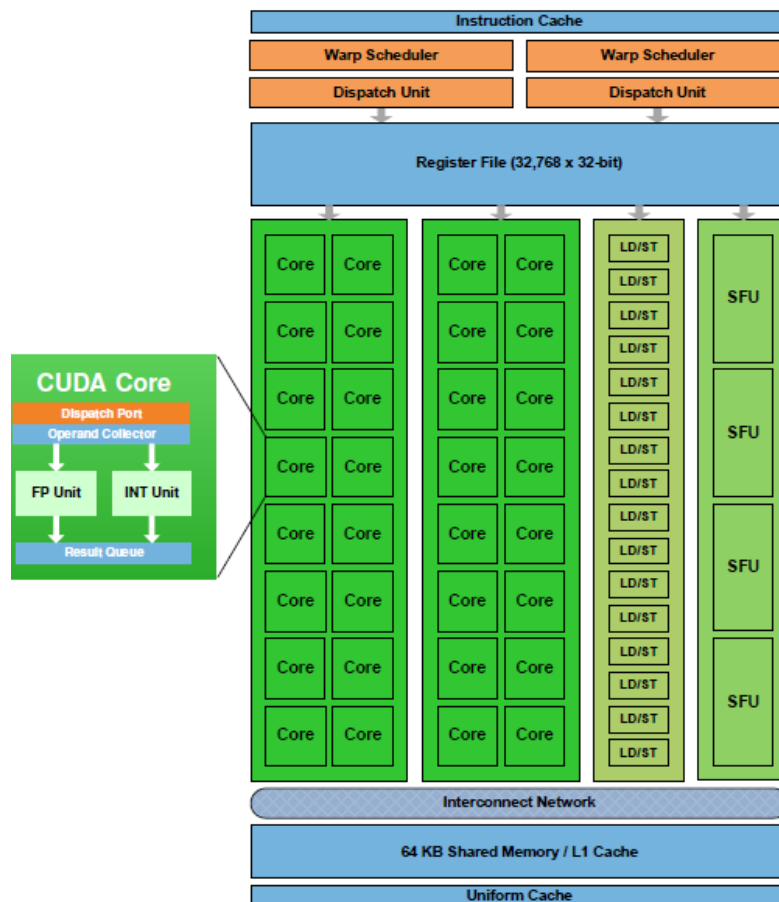 Instruction Cache
Warp Scheduler Warp Scheduler
Dispatch Unit Dispatch Unit
Register File (32,768 x 32-bit)
Core Core Core Core LD/ST
LD/ST
SFU
Core Core Core Core LD/ST
LD/ST
Core Core Core Core LD/ST
LD/ST
SFU
Core Core Core Core LD/ST
LD/ST
Core Core Core Core LD/ST
LD/ST
SFU
Core Core Core Core LD/ST
LD/ST
Core Core Core Core LD/ST
LD/ST
SFU
Core Core Core Core LD/ST
LD/ST
CUDA Core
Dispatch Port
Operand Collector
FP Unit INT Unit
Result Queue
Interconnect Network
64 KB Shared Memory / L1 Cache
Uniform Cache